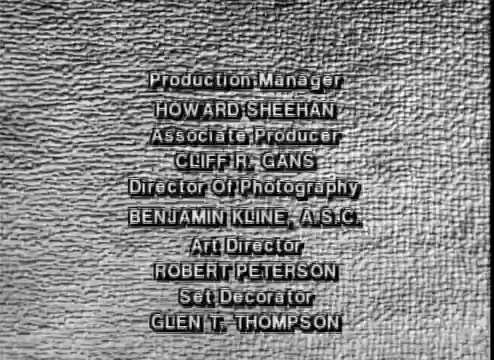 Production Manager
HOWARD SHEEHAN
Associate Producer
CLIFF R. GANS
Director Of Photography
BENJAMIN KLINE, A.S.C.
Art Director
ROBERT PETERSON
Set Decorator
GLEN T. THOMPSON